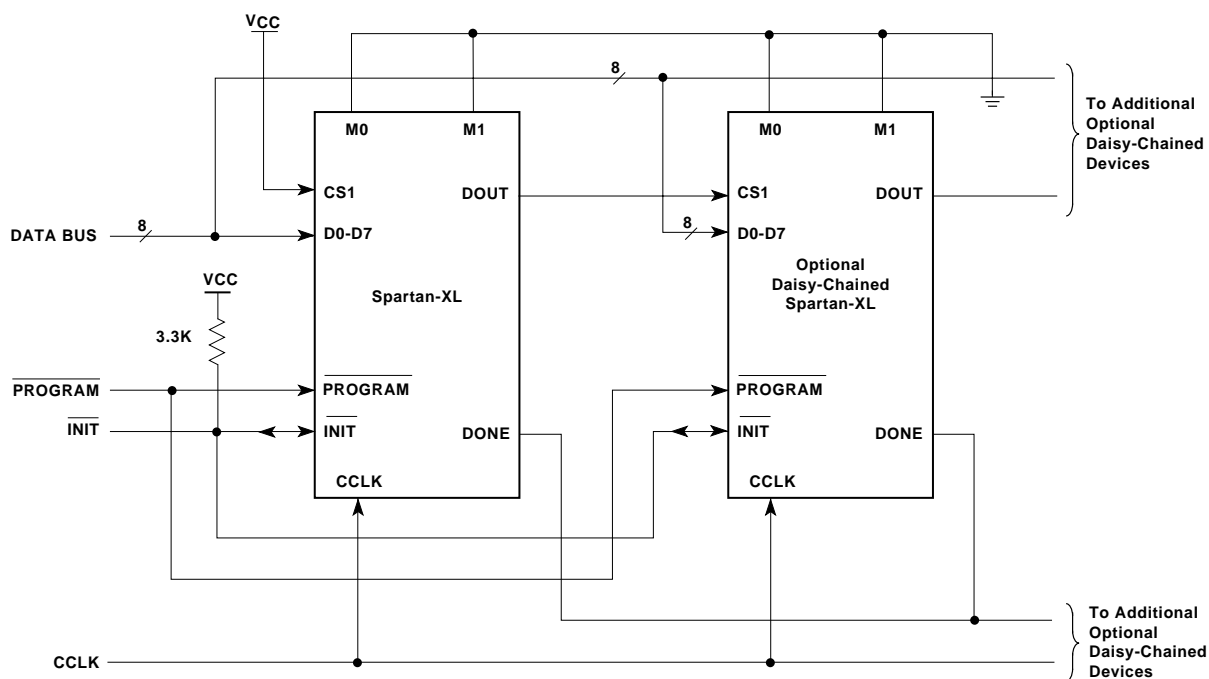 VCC
8
M0
M1
M0
M1
To Additional
Optional
Daisy-Chained
Devices
CS1
DOUT
CS1
DOUT
DATA BUS
8
D0-D7
8
D0-D7
VCC
3.3K
Spartan-XL
Optional
Daisy-Chained
Spartan-XL
PROGRAM
PROGRAM
PROGRAM
INIT
INIT
DONE
INIT
DONE
CCLK
CCLK
CCLK
To Additional
Optional
Daisy-Chained
Devices